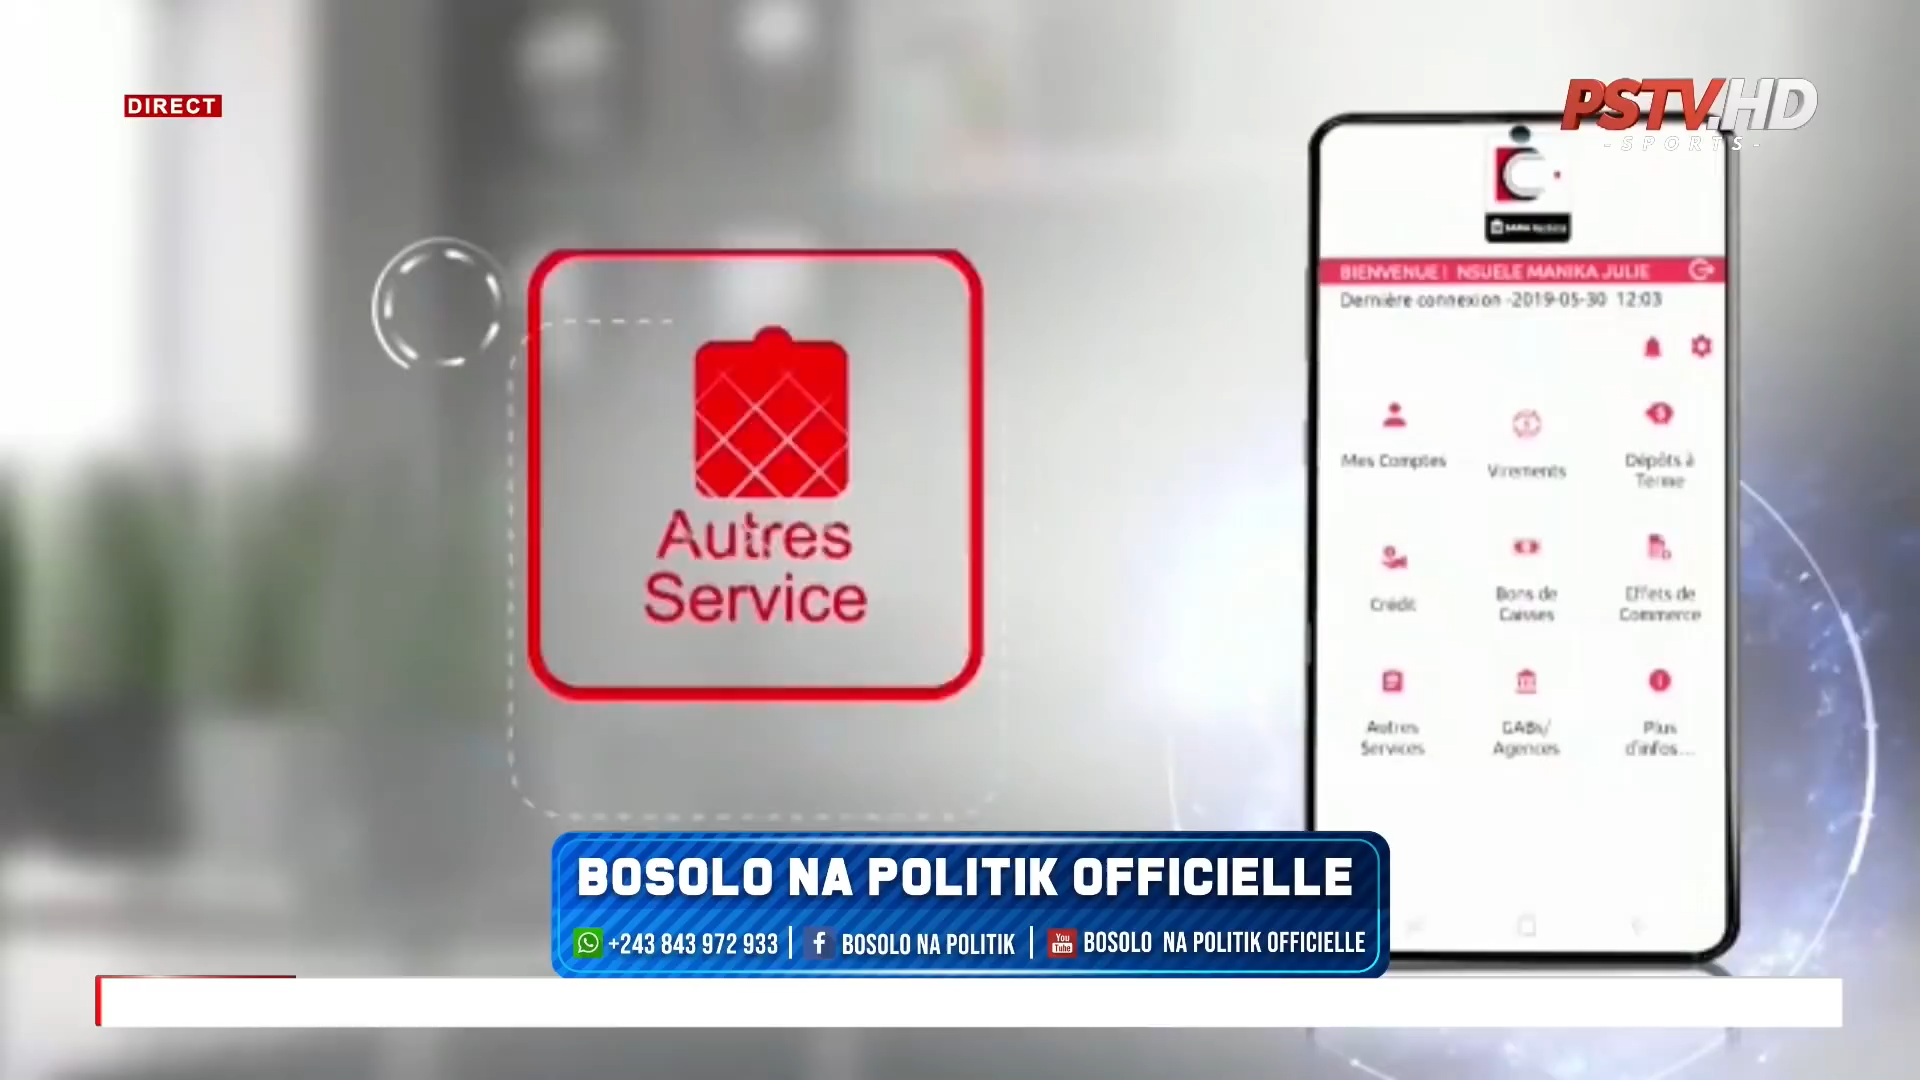 DIRECT
PSTV.HD
- SPORTS -
BIENVENUE ! NSUELE MANIKA JULIE
Dernière connexion -2019-05-30 12:03
Mes Comptes
Virements
Dépôts à
Terme
Crédit
Bons de
Caisses
Effets de
Commerce
Autres
Services
GABs/
Agences
Plus
d'infos...
Autres
Service
BOSOLO NA POLITIK OFFICIELLE
+243 843 972 933 | BOSOLO NA POLITIK | You Tube BOSOLO NA POLITIK OFFICIELLE